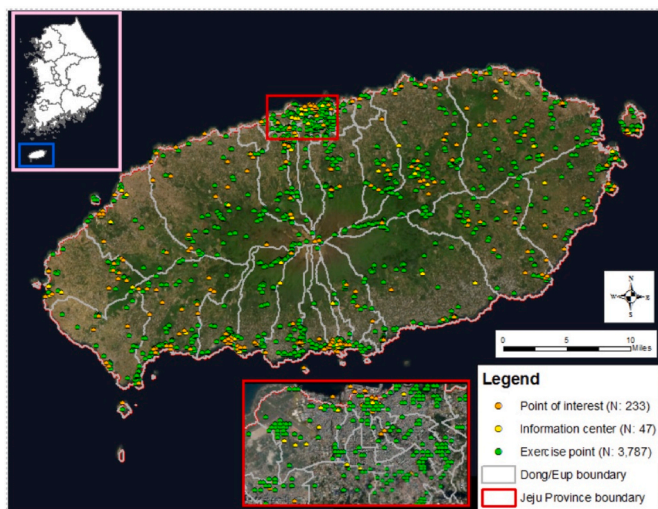 N
W
E
S
0
5
10
Miles
Legend
Point of interest (N: 233)
Information center (N: 47)
Exercise point (N: 3,787)
Dong/Eup boundary
Jeju Province boundary